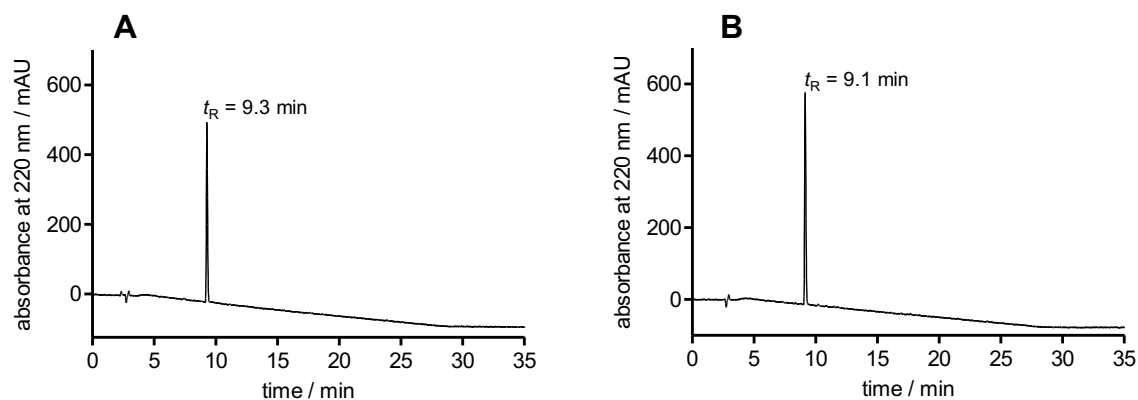 A
absorbance at 220 nm / mAU
600
400
200
0
tR = 9.3 min
0 5 10 15 20 25 30 35
time / min
B
absorbance at 220 nm / mAU
600
400
200
0
tR = 9.1 min
0 5 10 15 20 25 30 35
time / min